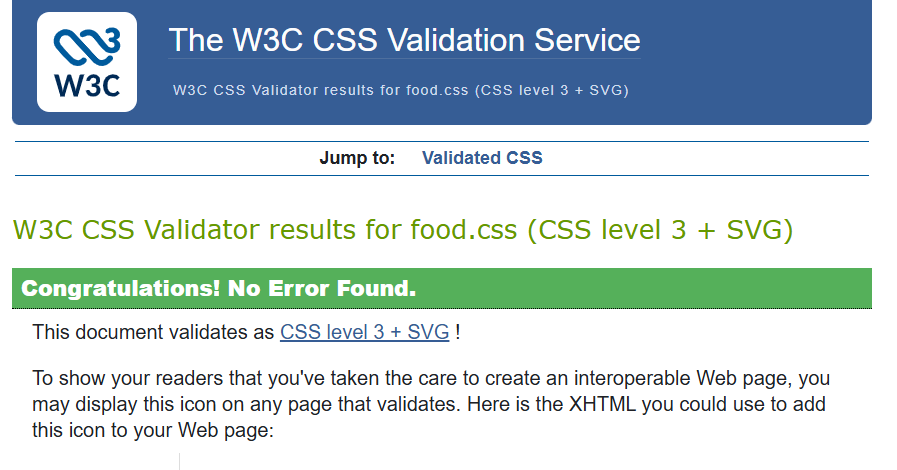 W3C
The W3C CSS Validation Service
W3C CSS Validator results for food.css (CSS level 3 + SVG)
Jump to: Validated CSS
W3C CSS Validator results for food.css (CSS level 3 + SVG)
Congratulations! No Error Found.
This document validates as CSS level 3 + SVG !
To show your readers that you've taken the care to create an interoperable Web page, you
may display this icon on any page that validates. Here is the XHTML you could use to add
this icon to your Web page: